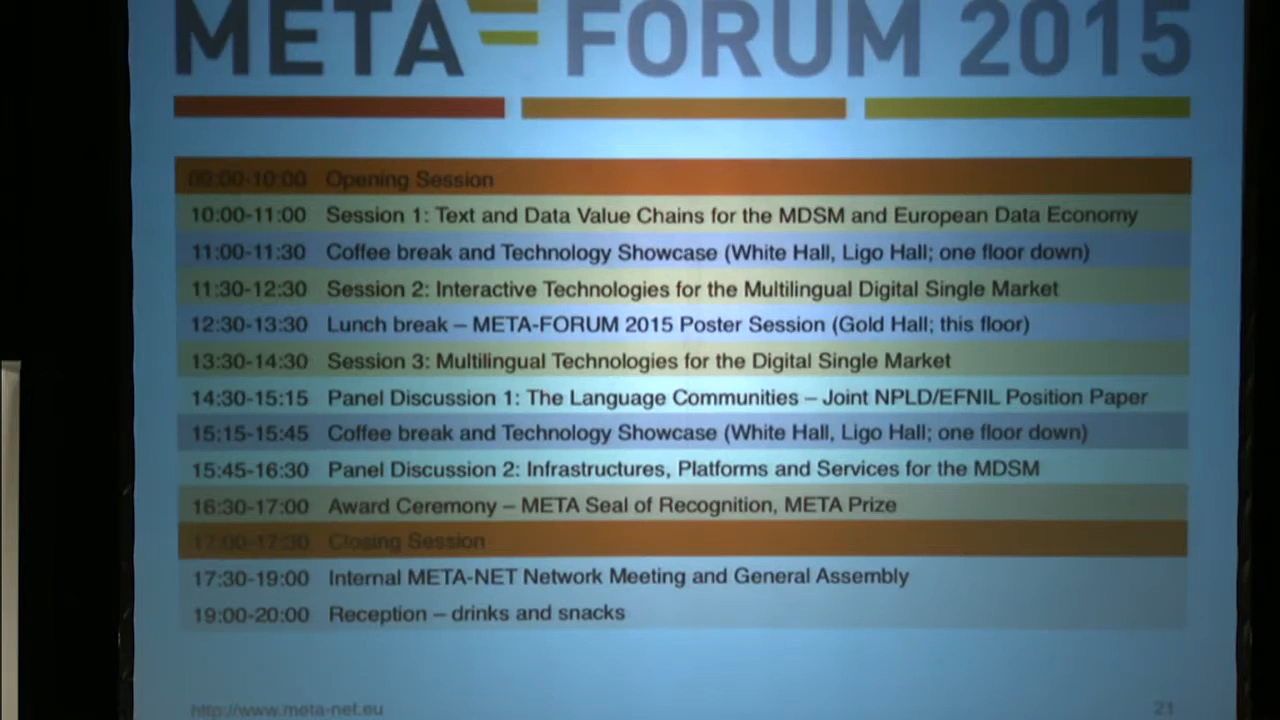 META=FORUM 2015
09:00-10:00 Opening Session
10:00-11:00 Session 1: Text and Data Value Chains for the MDSM and European Data Economy
11:00-11:30 Coffee break and Technology Showcase (White Hall, Ligo Hall; one floor down)
11:30-12:30 Session 2: Interactive Technologies for the Multilingual Digital Single Market
12:30-13:30 Lunch break – META-FORUM 2015 Poster Session (Gold Hall; this floor)
13:30-14:30 Session 3: Multilingual Technologies for the Digital Single Market
14:30-15:15 Panel Discussion 1: The Language Communities – Joint NPLD/EFNIL Position Paper
15:15-15:45 Coffee break and Technology Showcase (White Hall, Ligo Hall; one floor down)
15:45-16:30 Panel Discussion 2: Infrastructures, Platforms and Services for the MDSM
16:30-17:00 Award Ceremony – META Seal of Recognition, META Prize
17:00-17:30 Closing Session
17:30-19:00 Internal META-NET Network Meeting and General Assembly
19:00-20:00 Reception – drinks and snacks
http://www.meta-net.eu 21